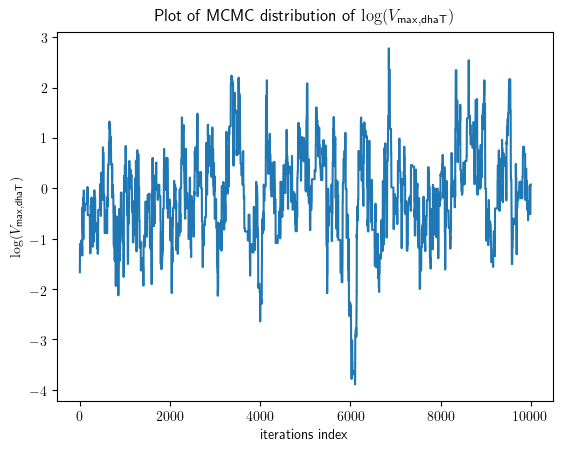 Plot of MCMC distribution of log(V_max,dhaT)
3
2
1
0
−1
−2
−3
−4
log(V_max,dhaT)
0 2000 4000 6000 8000 10000
iterations index